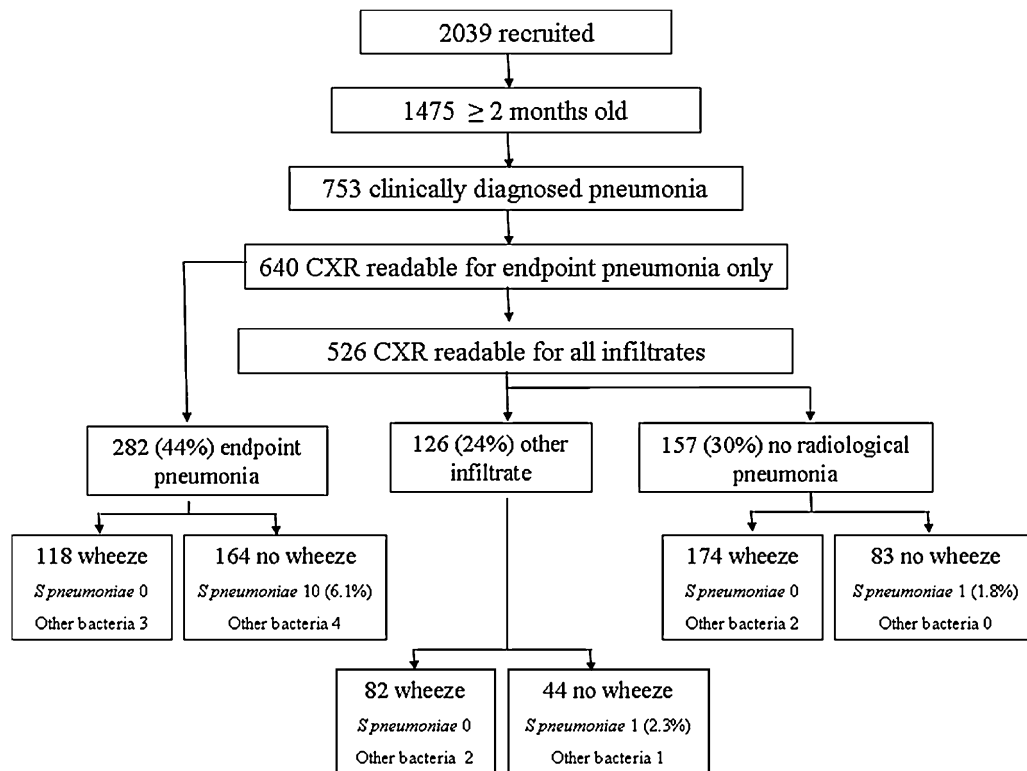 2039 recruited
1475 ≥ 2 months old
753 clinically diagnosed pneumonia
640 CXR readable for endpoint pneumonia only
526 CXR readable for all infiltrates
282 (44%) endpoint
pneumonia
126 (24%) other
infiltrate
157 (30%) no radiological
pneumonia
118 wheeze
S pneumoniae 0
Other bacteria 3
164 no wheeze
S pneumoniae 10 (6.1%)
Other bacteria 4
174 wheeze
S pneumoniae 0
Other bacteria 2
83 no wheeze
S pneumoniae 1 (1.8%)
Other bacteria 0
82 wheeze
S pneumoniae 0
Other bacteria 2
44 no wheeze
S pneumoniae 1 (2.3%)
Other bacteria 1